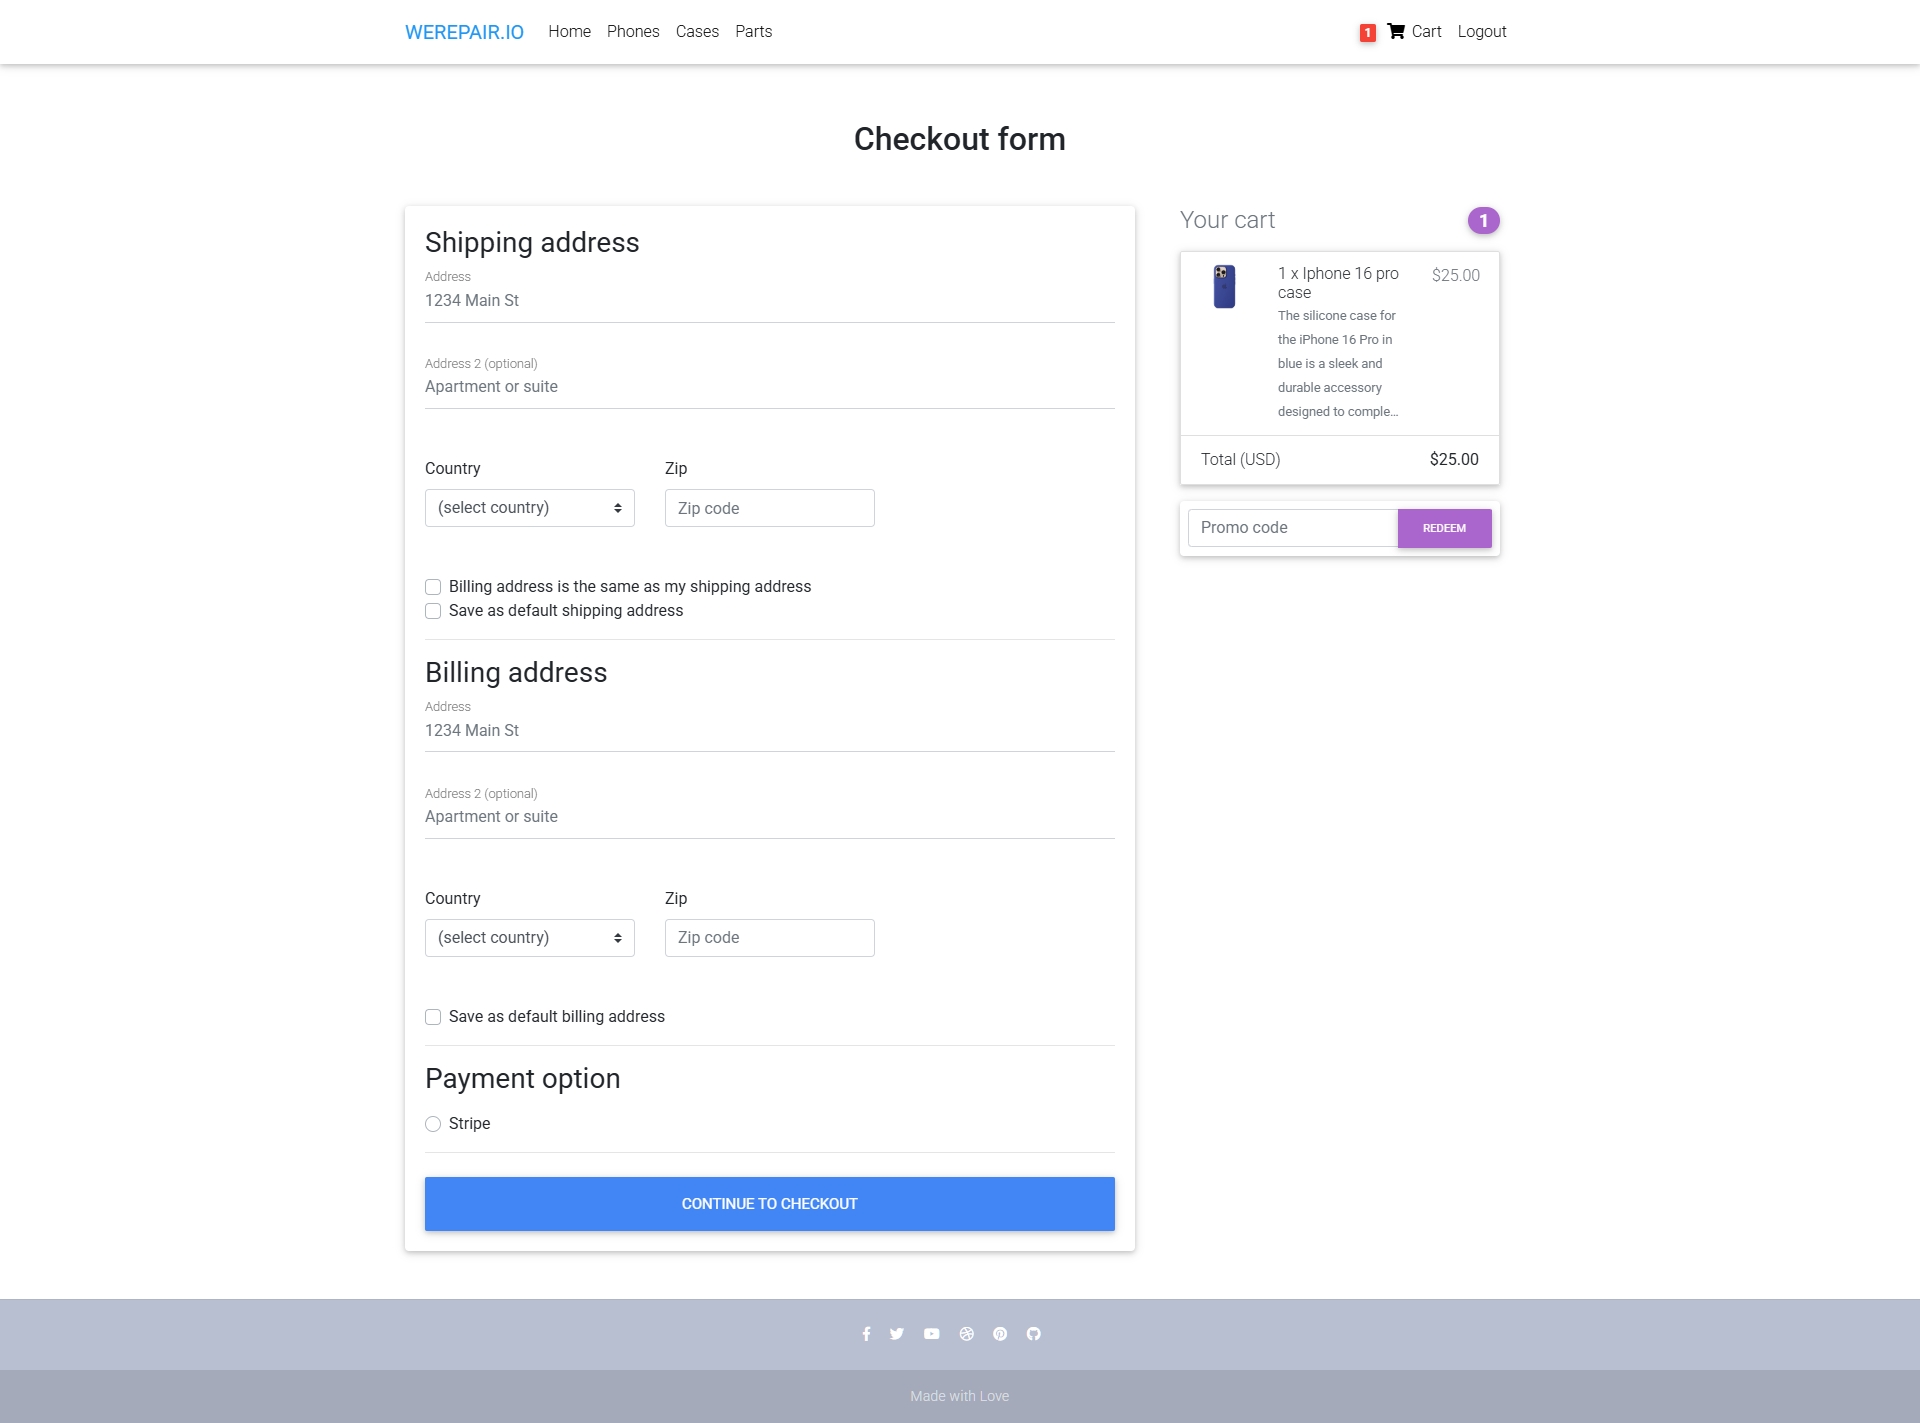 WEREPAIR.IO Home Phones Cases Parts 1 Cart Logout
Checkout form
Shipping address
Address
1234 Main St
Address 2 (optional)
Apartment or suite
Country Zip
(select country) Zip code
Billing address is the same as my shipping address
Save as default shipping address
Billing address
Address
1234 Main St
Address 2 (optional)
Apartment or suite
Country Zip
(select country) Zip code
Save as default billing address
Payment option
Stripe
CONTINUE TO CHECKOUT
Your cart 1
1 x Iphone 16 pro $25.00
case
The silicone case for
the iPhone 16 Pro in
blue is a sleek and
durable accessory
designed to comple...
Total (USD) $25.00
Promo code REDEEM
Made with Love